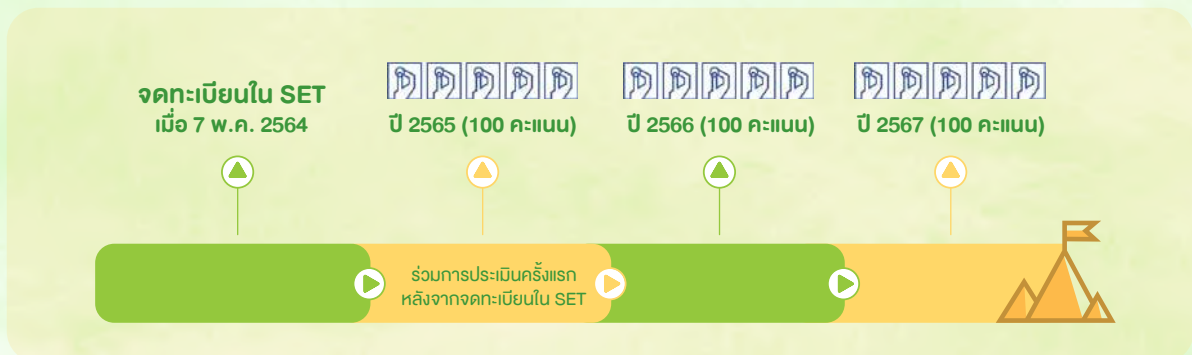 จดทะเบียนใน SET
เมื่อ 7 พ.ค. 2564
ปี 2565 (100 คะแนน)
ปี 2566 (100 คะแนน)
ปี 2567 (100 คะแนน)
ร่วมการประเมินครั้งแรก
หลังจากจดทะเบียนใน SET